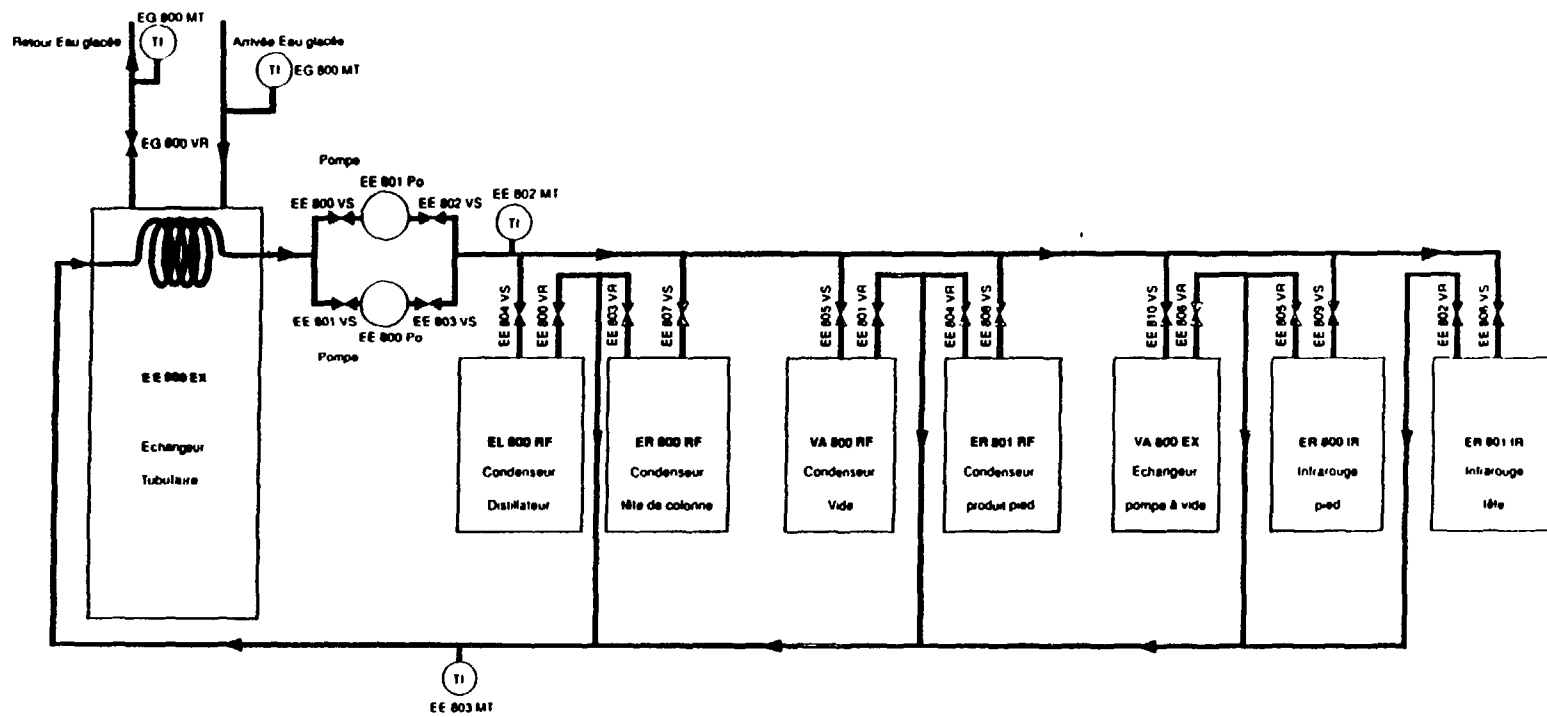 EG 800 MT
Retour Eau glacée
TI
Arrivée Eau glacée
TI
EG 800 MT
EG 800 VR
Pompe
EE 801 Po
EE 800 VS
EE 802 VS
EE 802 MT
TI
EE 801 VS
EE 803 VS
EE 800 Po
Pompe
EE 804 VS
EE 800 VR
EE 803 VR
EE 807 VS
EE 805 VS
EE 801 VR
EE 804 VR
EE 808 VS
EE 810 VS
EE 806 VR
EE 805 VR
EE 809 VS
EE 802 VR
EE 806 VS
EE 800 EX
Echangeur
Tubulaire
EL 800 RF
Condenseur
Distillateur
ER 800 RF
Condenseur
tête de colonne
VA 800 RF
Condenseur
Vide
ER 801 RF
Condenseur
produit pied
VA 800 EX
Echangeur
pompe à vide
ER 800 IR
Infrarouge
pied
ER 801 IR
Infrarouge
tête
TI
EE 803 MT